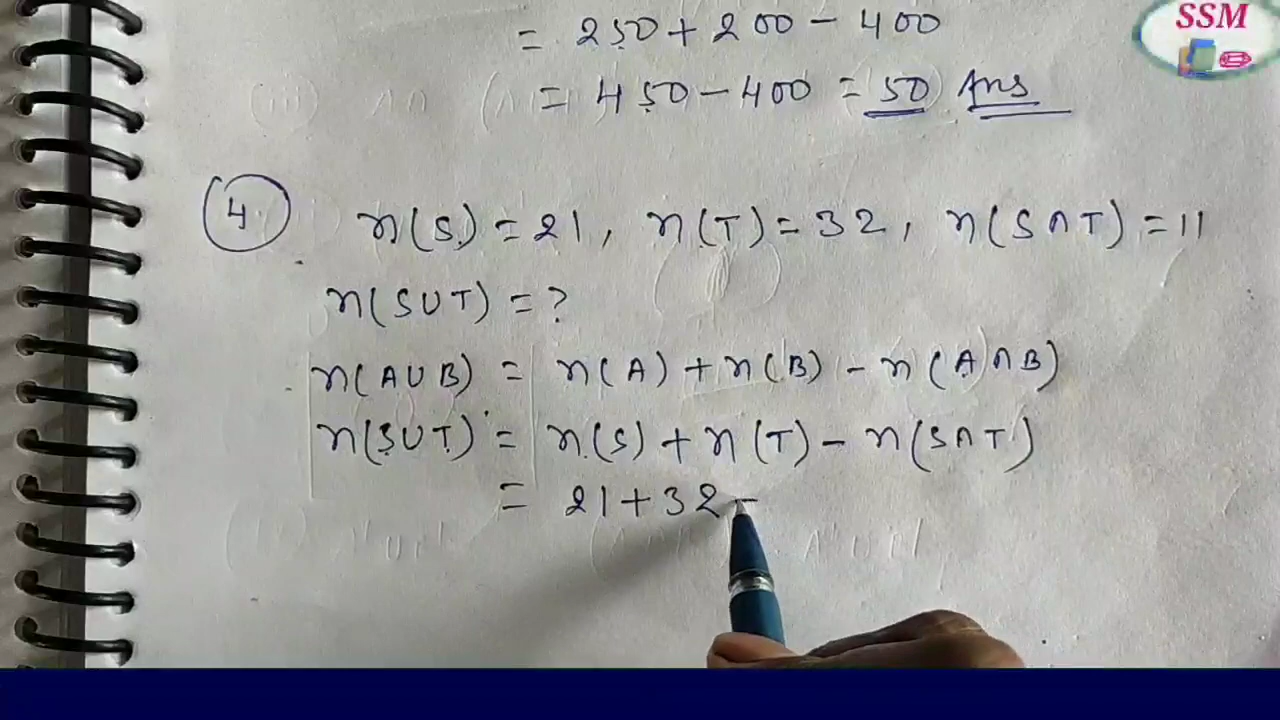 SSM
= 250 + 200 - 400
= 450 - 400 = 50 Ans
4. n(S) = 21, n(T) = 32, n(S∩T) = 11
n(S∪T) = ?
n(A∪B) = n(A) + n(B) - n(A∩B)
n(S∪T) = n(S) + n(T) - n(S∩T)
= 21 + 32 -